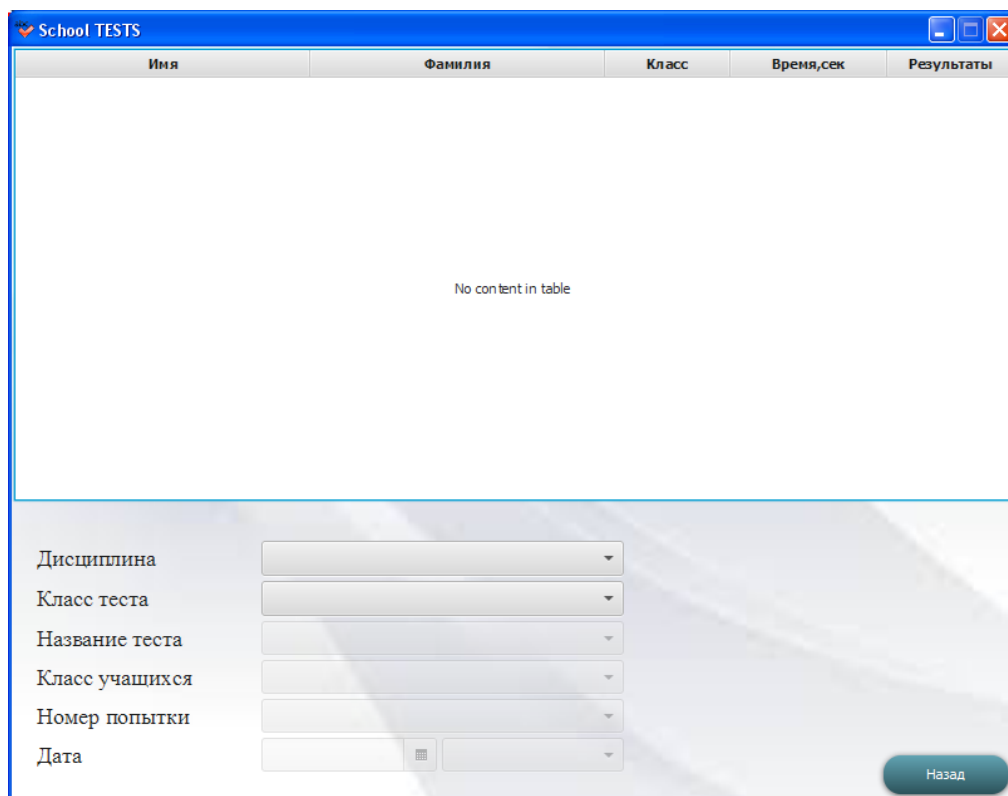 School TESTS
Имя Фамилия Класс Время,сек Результаты
No content in table
Дисциплина
Класс теста
Название теста
Класс учащихся
Номер попытки
Дата
Назад